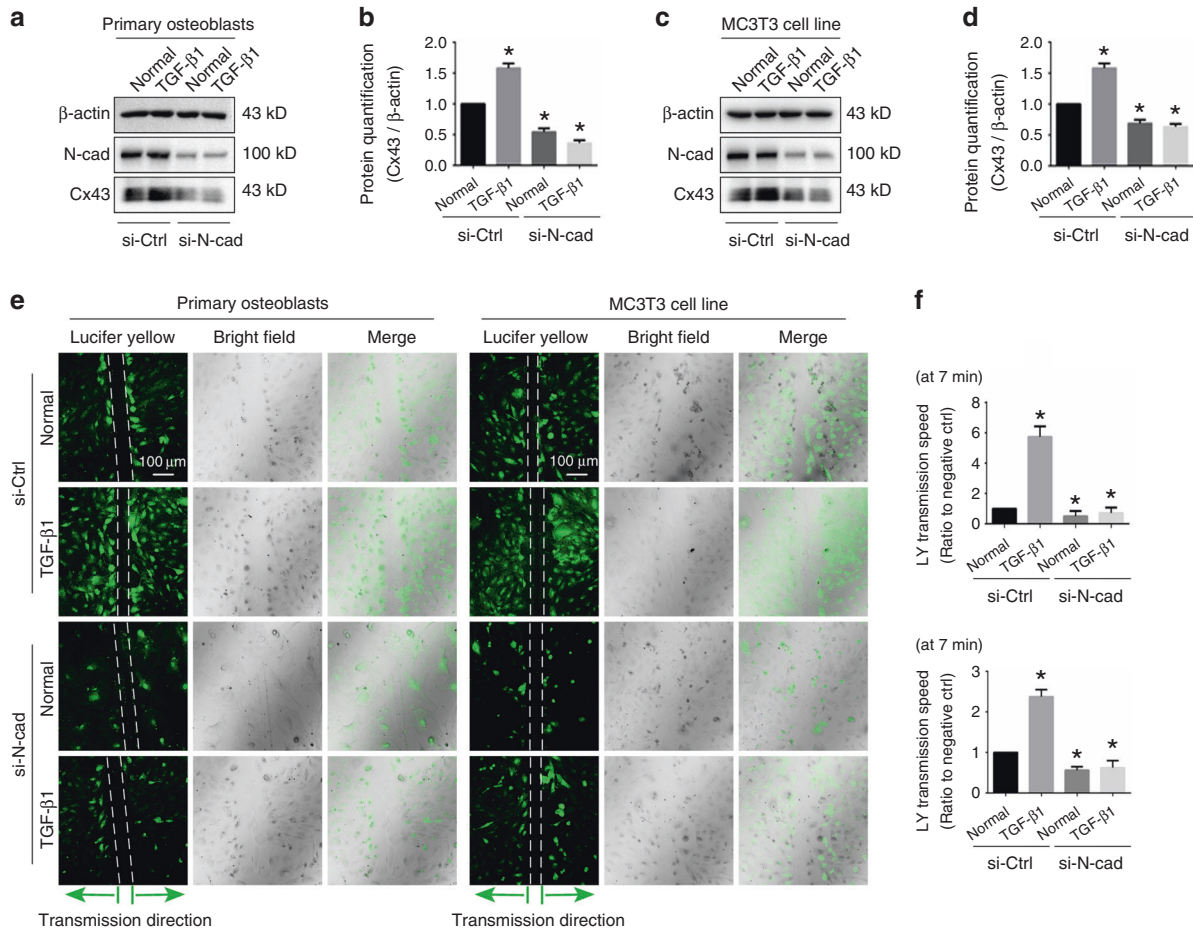 a
Primary osteoblasts
Normal
TGF-β1
Normal
TGF-β1
β-actin
43 kD
N-cad
100 kD
Cx43
43 kD
si-Ctrl
si-N-cad
b
Protein quantification
(Cx43 / β-actin)
2.0
1.5
1.0
0.5
0.0
*
*
*
Normal
TGF-β1
Normal
TGF-β1
si-Ctrl
si-N-cad
c
MC3T3 cell line
Normal
TGF-β1
Normal
TGF-β1
β-actin
43 kD
N-cad
100 kD
Cx43
43 kD
si-Ctrl
si-N-cad
d
Protein quantification
(Cx43 / β-actin)
2.0
1.5
1.0
0.5
0.0
*
*
*
Normal
TGF-β1
Normal
TGF-β1
si-Ctrl
si-N-cad
e
Primary osteoblasts
MC3T3 cell line
Lucifer yellow
Bright field
Merge
Lucifer yellow
Bright field
Merge
si-Ctrl
Normal
100 μm
100 μm
TGF-β1
si-N-cad
Normal
TGF-β1
Transmission direction
Transmission direction
f
(at 7 min)
LY transmission speed
(Ratio to negative ctrl)
8
6
4
2
0
*
*
*
Normal
TGF-β1
Normal
TGF-β1
si-Ctrl
si-N-cad
(at 7 min)
LY transmission speed
(Ratio to negative ctrl)
3
2
1
0
*
*
*
Normal
TGF-β1
Normal
TGF-β1
si-Ctrl
si-N-cad